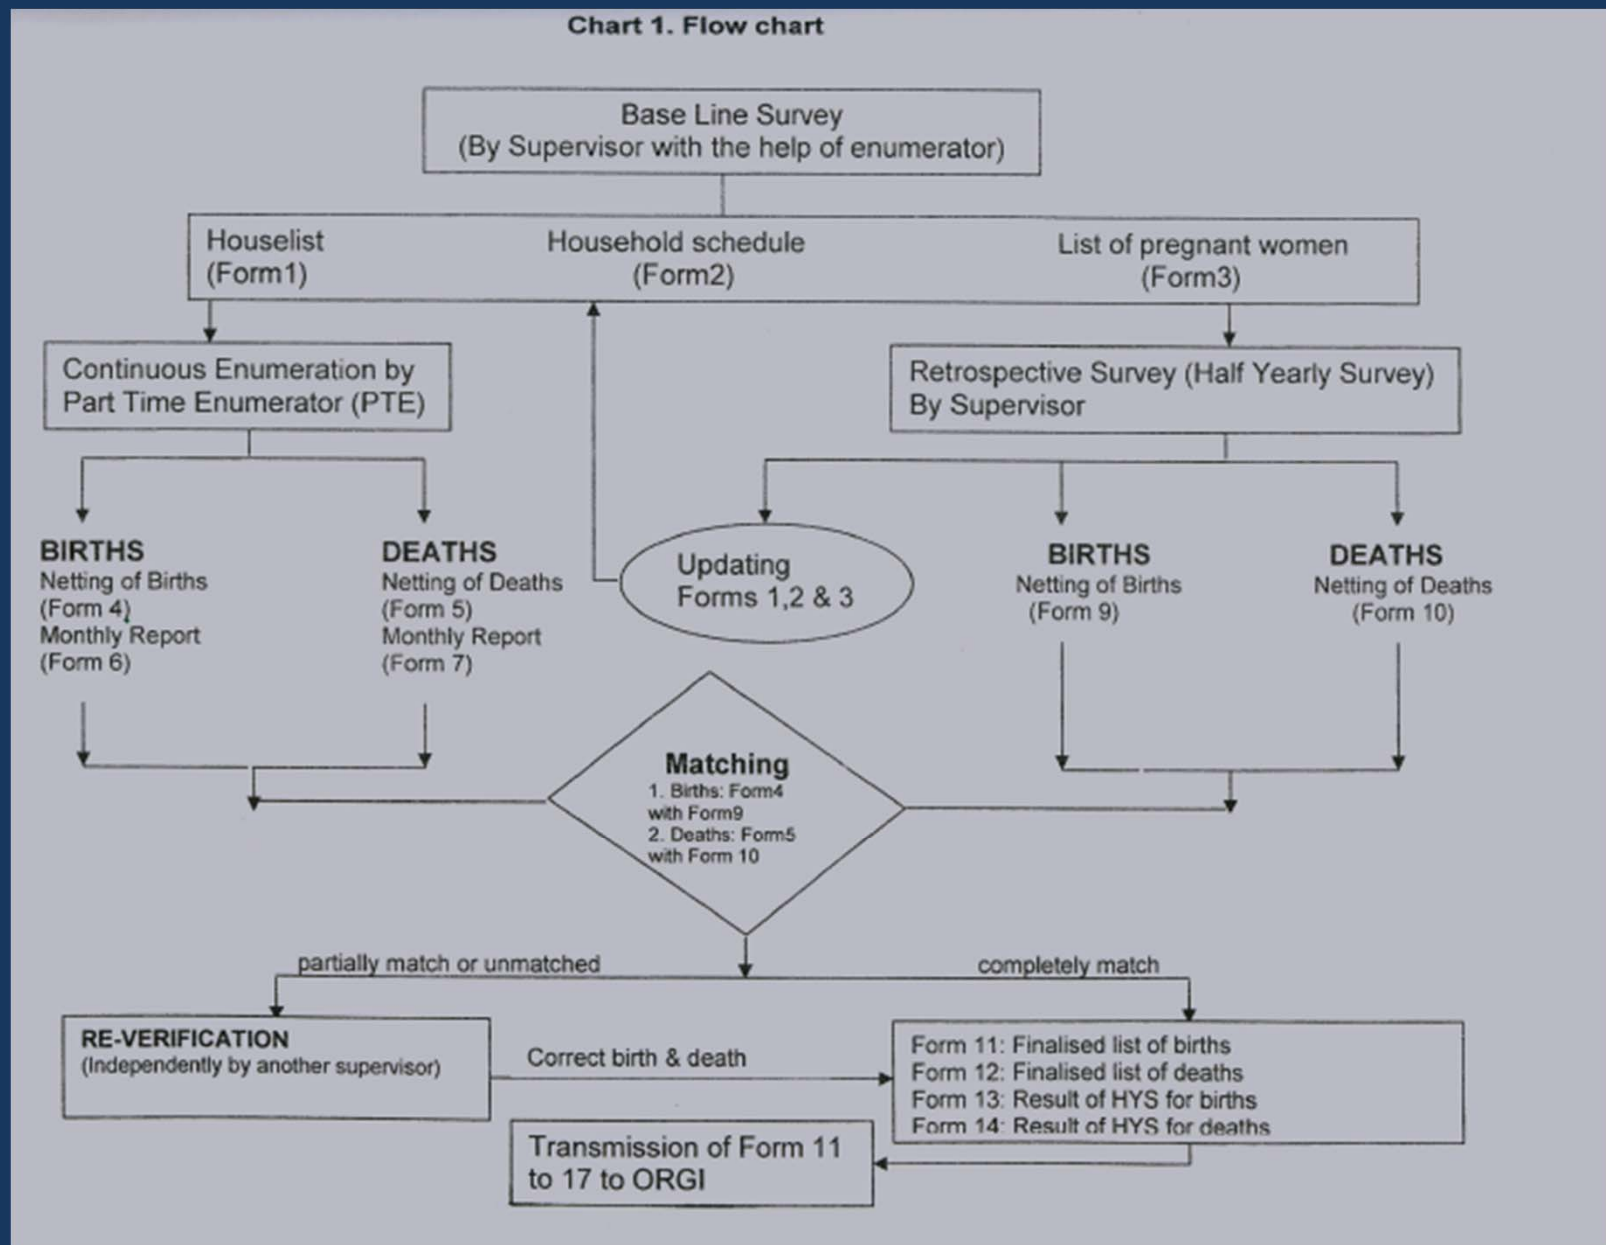 Chart 1. Flow chart
Base Line Survey
(By Supervisor with the help of enumerator)
Houselist
(Form1)
Household schedule
(Form2)
List of pregnant women
(Form3)
Continuous Enumeration by
Part Time Enumerator (PTE)
Retrospective Survey (Half Yearly Survey)
By Supervisor
BIRTHS
Netting of Births
(Form 4)
Monthly Report
(Form 6)
DEATHS
Netting of Deaths
(Form 5)
Monthly Report
(Form 7)
Updating
Forms 1,2 & 3
BIRTHS
Netting of Births
(Form 9)
DEATHS
Netting of Deaths
(Form 10)
Matching
1. Births: Form4
with Form9
2. Deaths: Form5
with Form 10
partially match or unmatched
completely match
RE-VERIFICATION
(Independently by another supervisor)
Correct birth & death
Form 11: Finalised list of births
Form 12: Finalised list of deaths
Form 13: Result of HYS for births
Form 14: Result of HYS for deaths
Transmission of Form 11
to 17 to ORGI